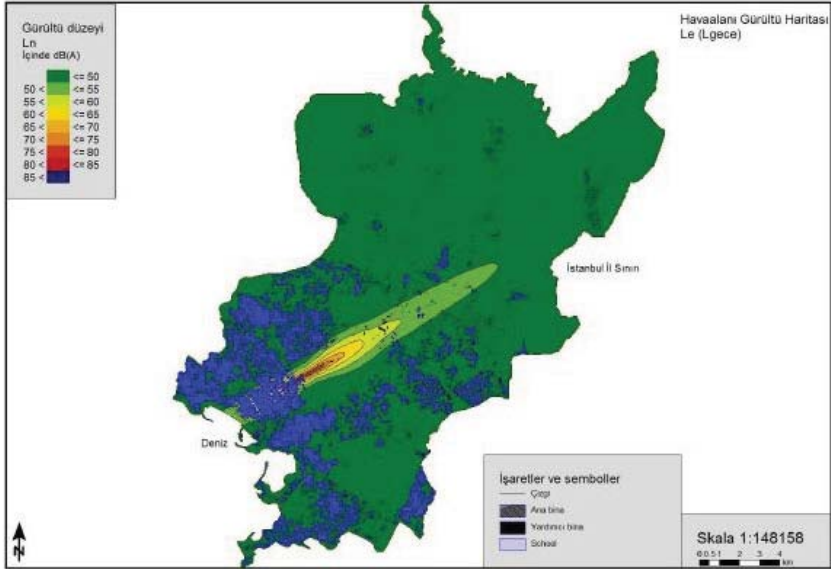 Gürültü düzeyi
Ln
İçinde dB(A)
<= 50
50 < <= 55
55 < <= 60
60 < <= 65
65 < <= 70
70 < <= 75
75 < <= 80
80 < <= 85
85 <
Havaalanı Gürültü Haritası
Le (Lgece)
İstanbul İl Sınırı
Deniz
İşaretler ve semboller
Çizgi
Ana bina
Yardımcı bina
School
N
Skala 1:148158
0 0.5 1 2 3 4
km